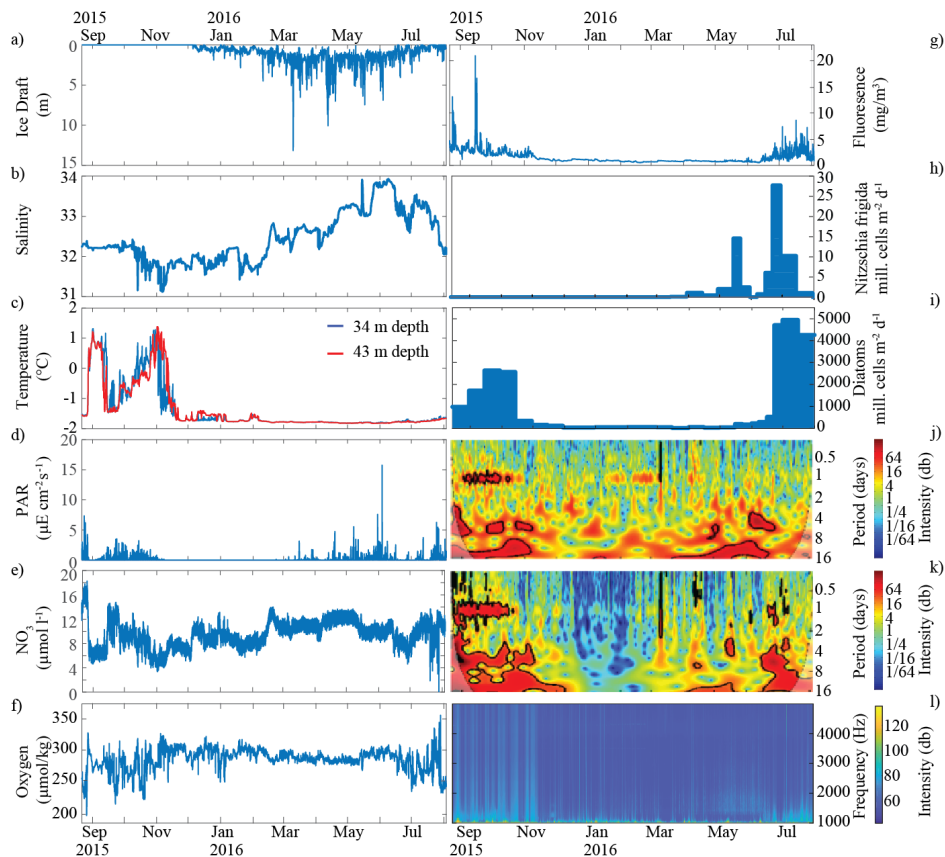 2015 2016
Sep Nov Jan Mar May Jul
2015 2016
Sep Nov Jan Mar May Jul
a)
Ice Draft
(m)
0
5
10
15
g)
20
15
10
5
0
Fluoresence
(mg/m³)
b)
Salinity
34
33
32
31
h)
30
25
20
15
10
5
0
Nitzschia frigida
mill. cells m⁻² d⁻¹
c)
Temperature
(°C)
2
1
0
-1
-2
34 m depth
43 m depth
i)
5000
4000
3000
2000
1000
0
Diatoms
mill. cells m⁻² d⁻¹
d)
PAR
(µE cm⁻² s⁻¹)
20
15
10
5
0
j)
0.5
1
2
4
8
16
Period (days)
64
16
4
1
1/4
1/16
1/64
Intensity (db)
e)
NO₃
(µmol l⁻¹)
20
16
12
8
4
0
k)
0.5
1
2
4
8
16
Period (days)
64
16
4
1
1/4
1/16
1/64
Intensity (db)
f)
Oxygen
(µmol/kg)
350
300
250
200
l)
4000
3000
2000
1000
Frequency (Hz)
120
100
80
60
Intensity (db)
Sep Nov Jan Mar May Jul
2015 2016
Sep Nov Jan Mar May Jul
2015 2016